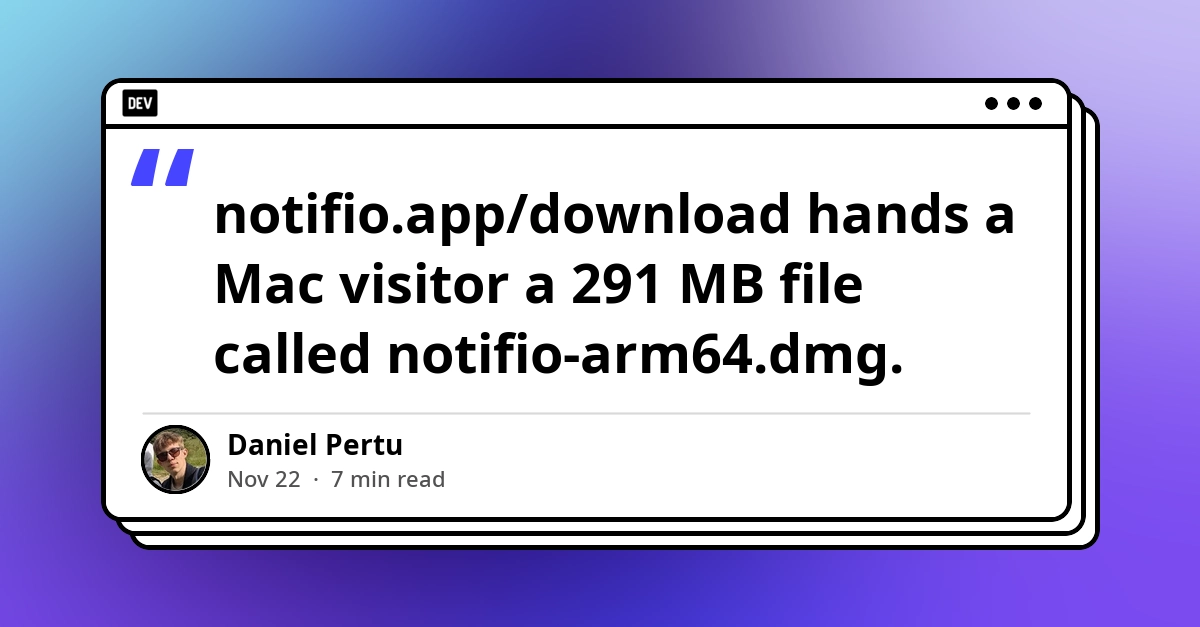 DEV
“
notifio.app/download hands a
Mac visitor a 291 MB file
called notifio-arm64.dmg.
Daniel Pertu
Nov 22 · 7 min read